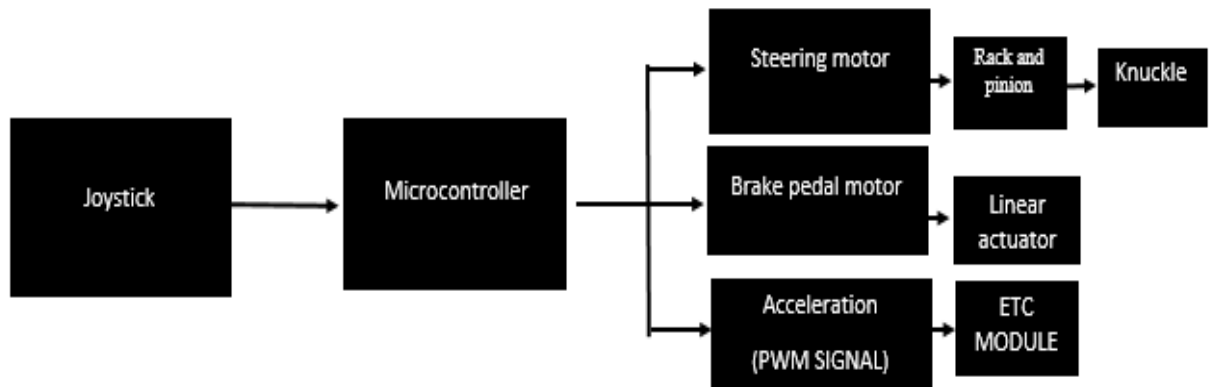 Joystick
Microcontroller
Steering motor
Rack and
pinion
Knuckle
Brake pedal motor
Linear
actuator
Acceleration
(PWM SIGNAL)
ETC
MODULE